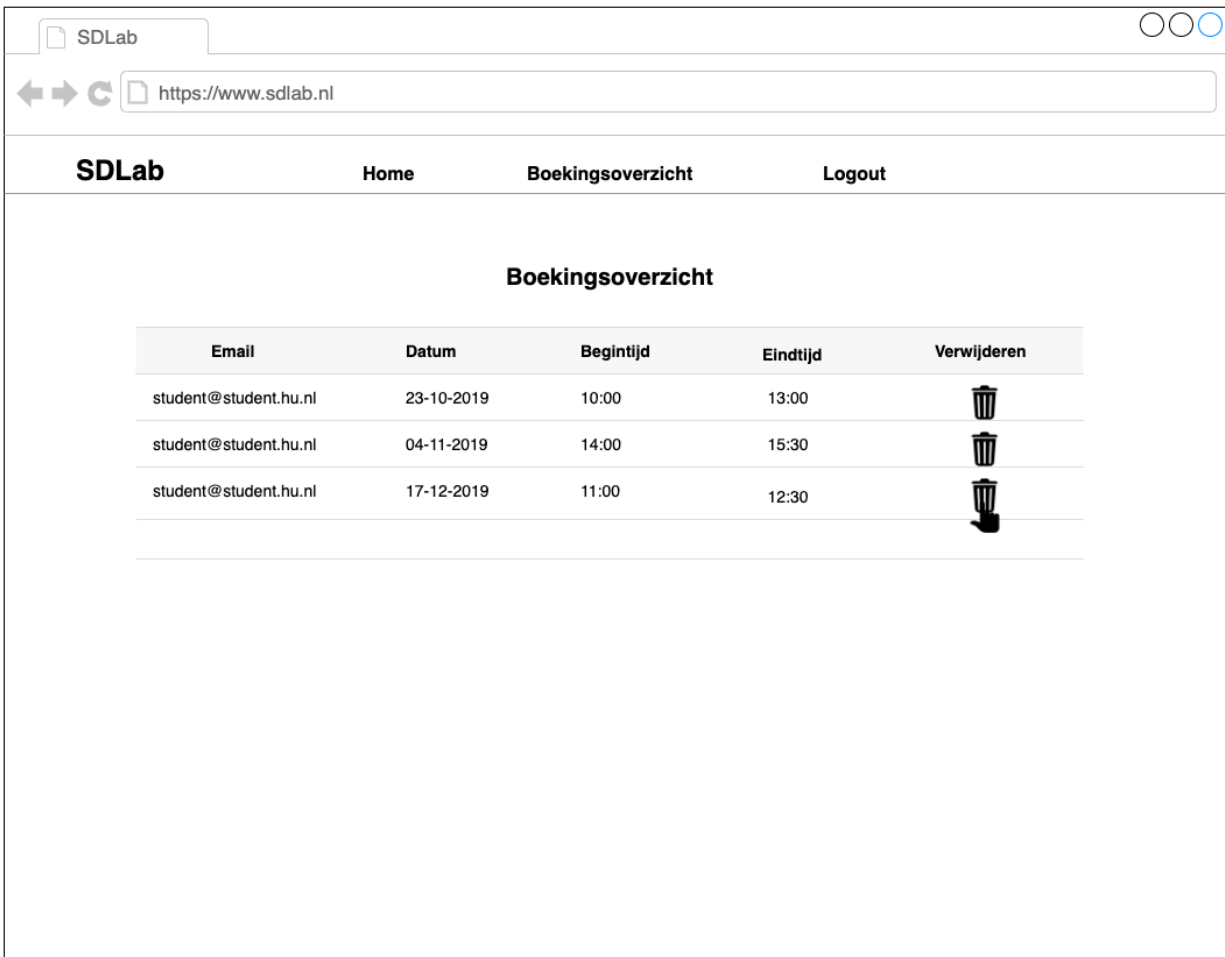 SDLab
https://www.sdlab.nl
SDLab Home Boekingsoverzicht Logout
Boekingsoverzicht
Email Datum Begintijd Eindtijd Verwijderen
student@student.hu.nl 23-10-2019 10:00 13:00
student@student.hu.nl 04-11-2019 14:00 15:30
student@student.hu.nl 17-12-2019 11:00 12:30